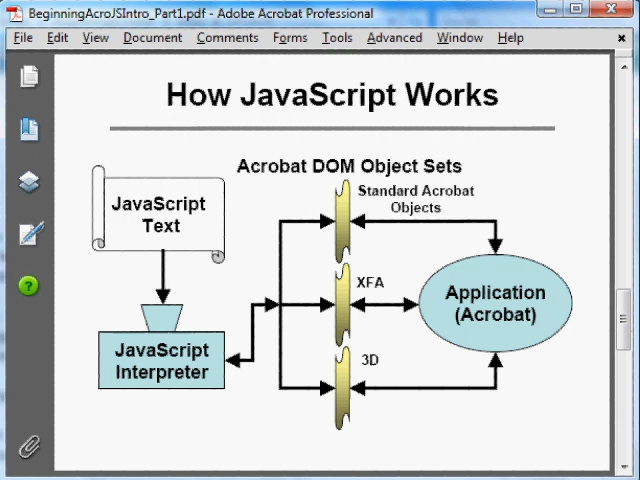 BeginningAcroJSIntro_Part1.pdf - Adobe Acrobat Professional
File Edit View Document Comments Forms Tools Advanced Window Help
How JavaScript Works
Acrobat DOM Object Sets
JavaScript
Text
Standard Acrobat
Objects
XFA
Application
(Acrobat)
JavaScript
Interpreter
3D